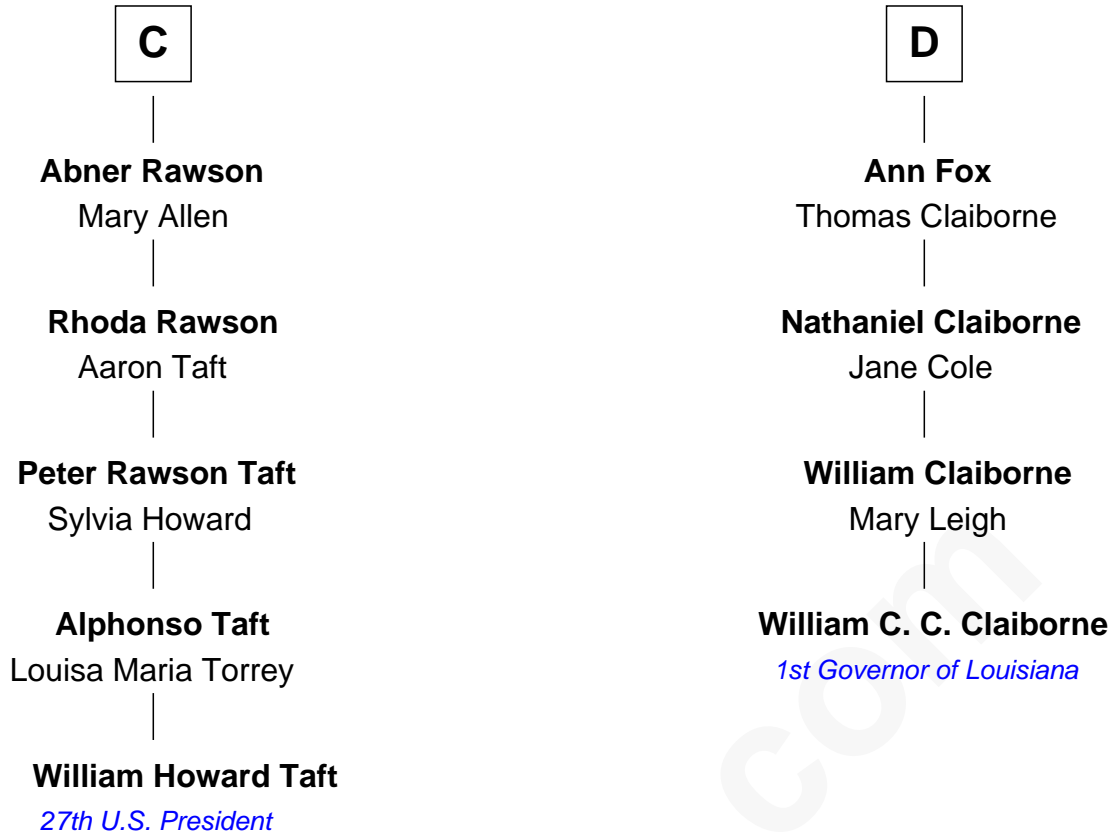 C
Abner Rawson
Mary Allen
Rhoda Rawson
Aaron Taft
Peter Rawson Taft
Sylvia Howard
Alphonso Taft
Louisa Maria Torrey
William Howard Taft
27th U.S. President
D
Ann Fox
Thomas Claiborne
Nathaniel Claiborne
Jane Cole
William Claiborne
Mary Leigh
William C. C. Claiborne
1st Governor of Louisiana
com